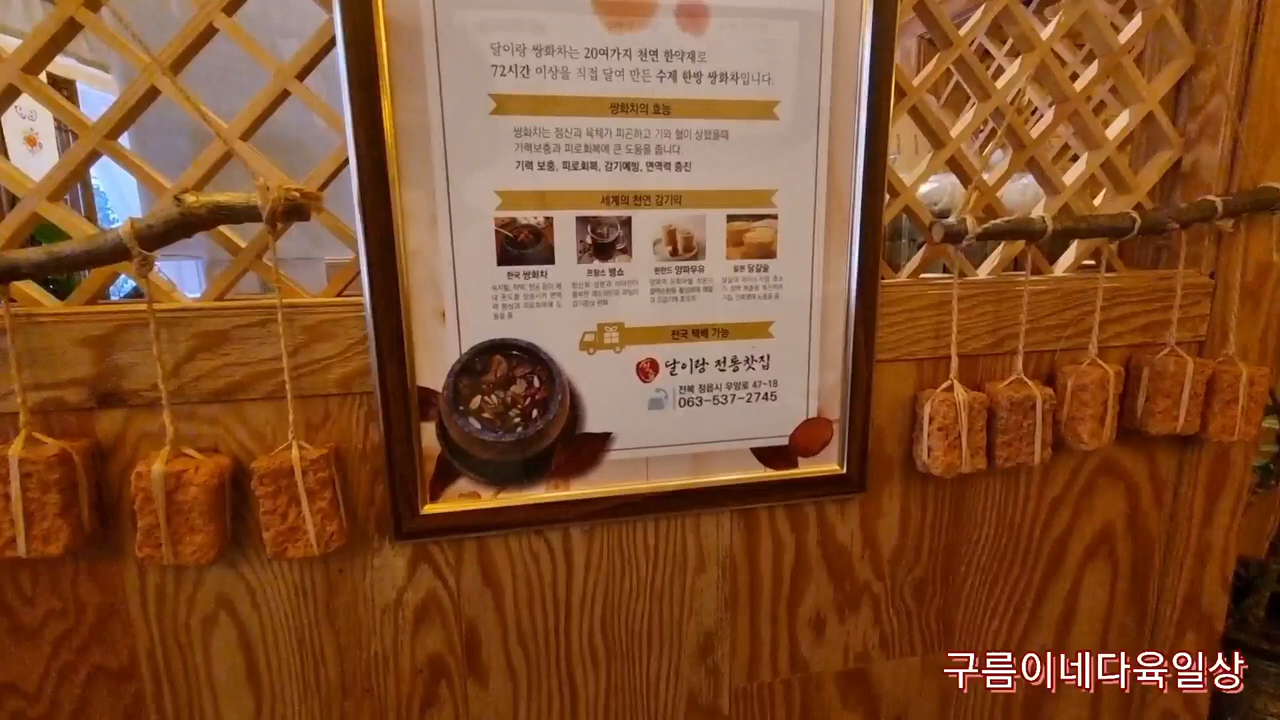 달이랑 쌍화차는 20여가지 천연 한약재로
72시간 이상을 직접 달여 만든 수제 한방 쌍화차입니다.
쌍화차의 효능
쌍화차는 정신과 육체가 피곤하고 기와 혈이 상했을때
기력보충과 피로회복에 큰 도움을 줍니다.
기력 보충, 피로회복, 감기예방, 면역력 증진
세계의 천연 감기약
한국 쌍화차
프랑스 뱅쇼
핀란드 양파우유
일본 달걀술
전국 택배 가능
달이랑 전통찻집
전북 정읍시 우암로 47-18
063-537-2745
구름이네다육일상